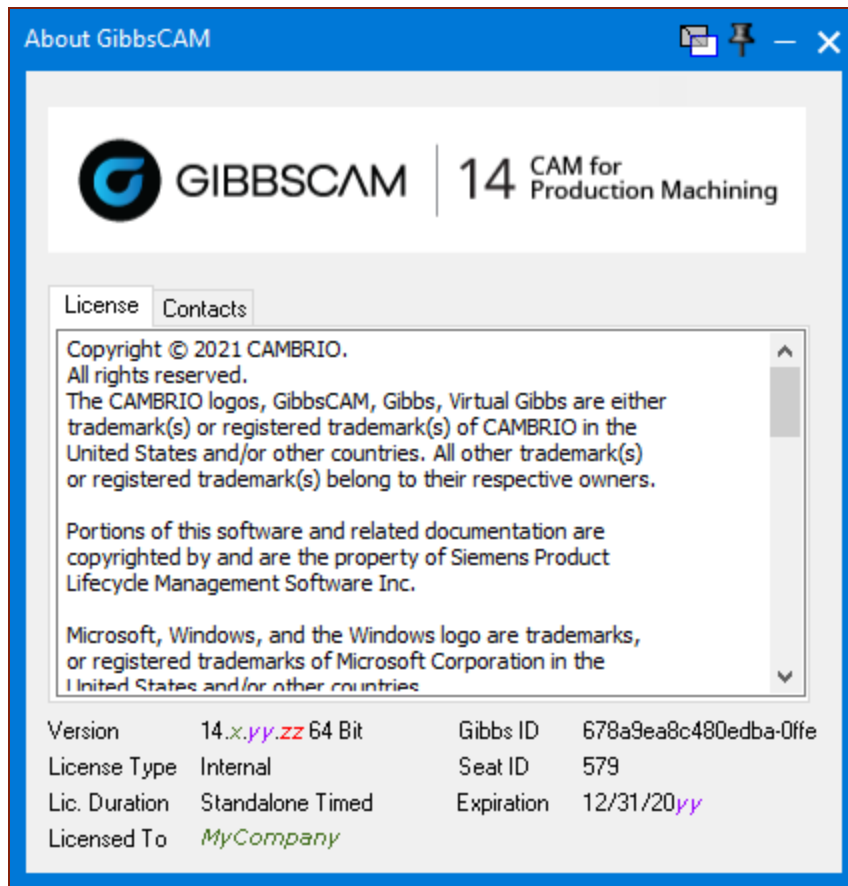 About GibbsCAM
GIBBSCAM
14
CAM for
Production Machining
License
Contacts
Copyright © 2021 CAMBRIO.
All rights reserved.
The CAMBRIO logos, GibbsCAM, Gibbs, Virtual Gibbs are either
trademark(s) or registered trademark(s) of CAMBRIO in the
United States and/or other countries. All other trademark(s)
or registered trademark(s) belong to their respective owners.
Portions of this software and related documentation are
copyrighted by and are the property of Siemens Product
Lifecycle Management Software Inc.
Microsoft, Windows, and the Windows logo are trademarks,
or registered trademarks of Microsoft Corporation in the
United States and/or other countries
Version 14.x.yy.zz 64 Bit Gibbs ID 678a9ea8c480edba-0ffe
License Type Internal Seat ID 579
Lic. Duration Standalone Timed Expiration 12/31/20yy
Licensed To MyCompany